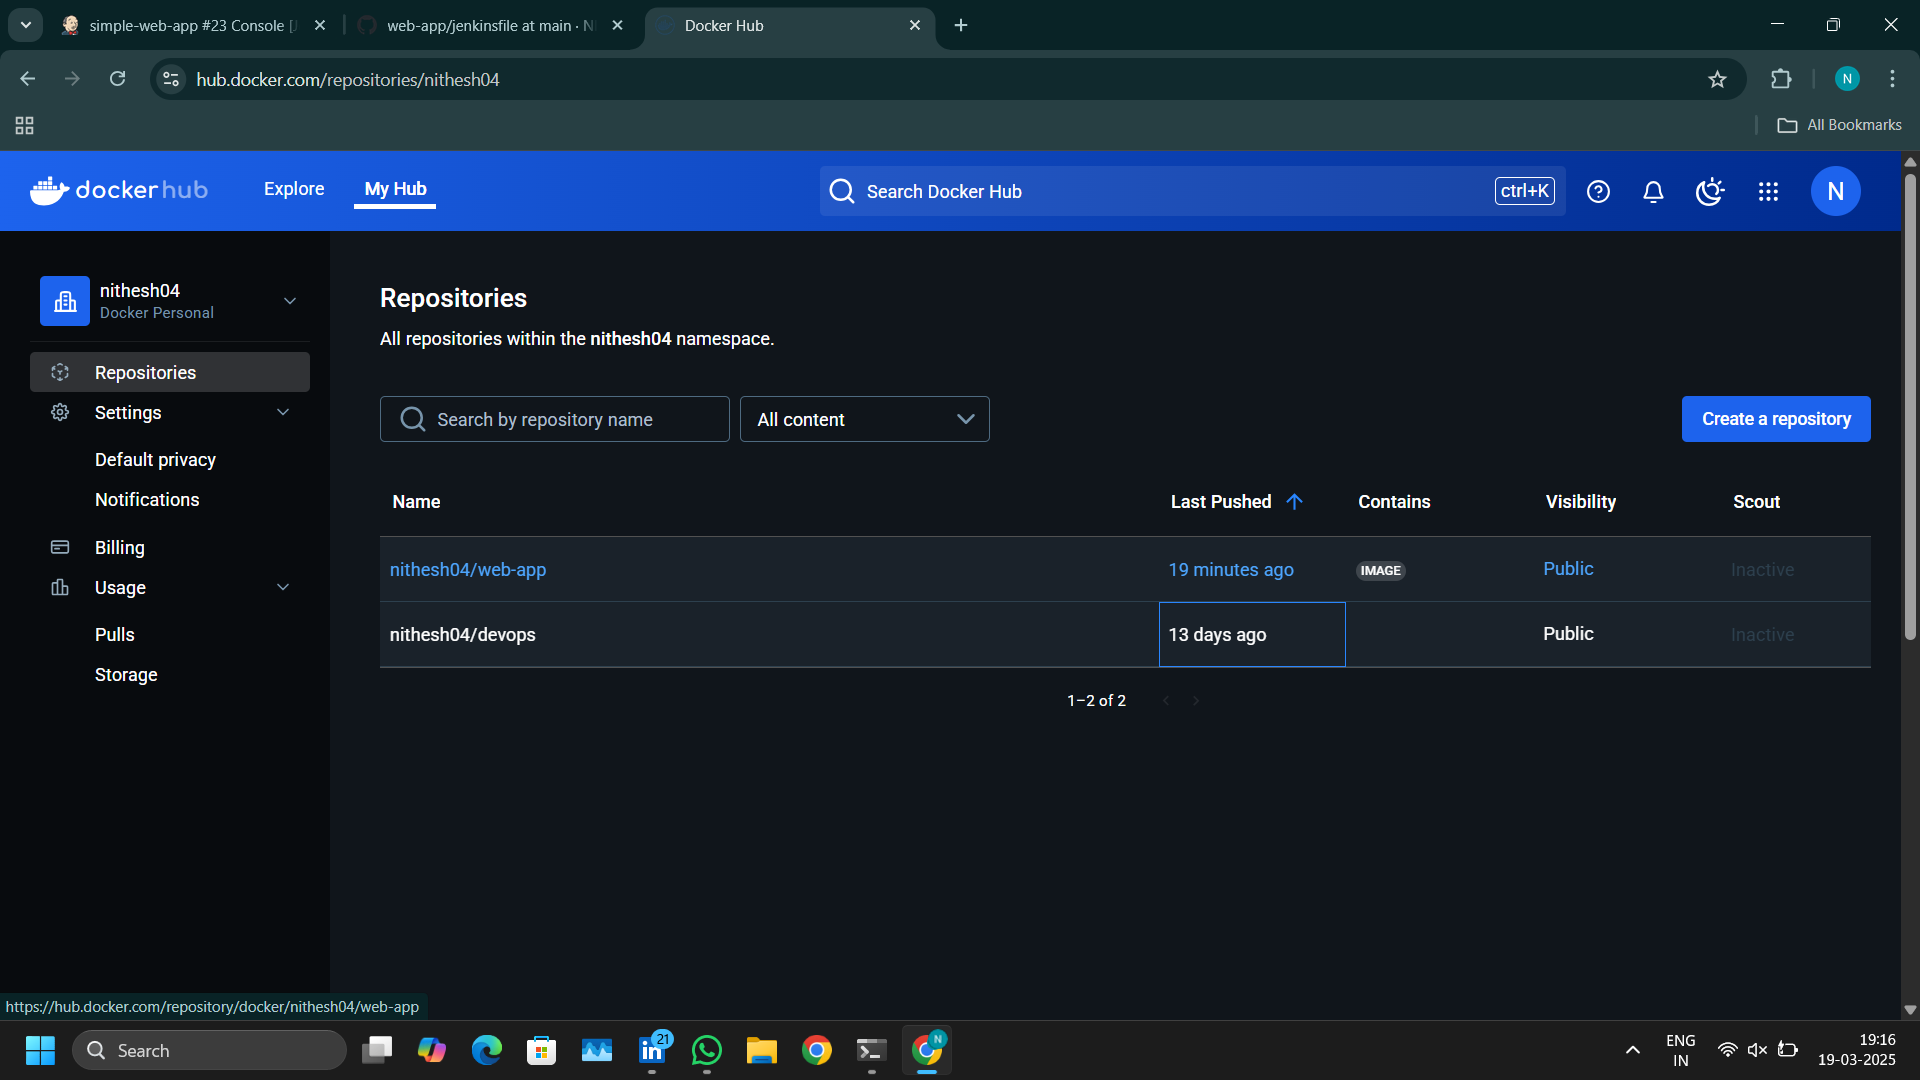 simple-web-app #23 Console [J
web-app/jenkinsfile at main · N
Docker Hub
hub.docker.com/repositories/nithesh04
N
All Bookmarks
docker hub
Explore
My Hub
Search Docker Hub
ctrl+K
N
nithesh04
Docker Personal
Repositories
Settings
Default privacy
Notifications
Billing
Usage
Pulls
Storage
Repositories
All repositories within the nithesh04 namespace.
Search by repository name
All content
Create a repository
Name Last Pushed Contains Visibility Scout
nithesh04/web-app 19 minutes ago IMAGE Public Inactive
nithesh04/devops 13 days ago Public Inactive
1–2 of 2
https://hub.docker.com/repository/docker/nithesh04/web-app
Search
21
N
ENG
IN
19:16
19-03-2025